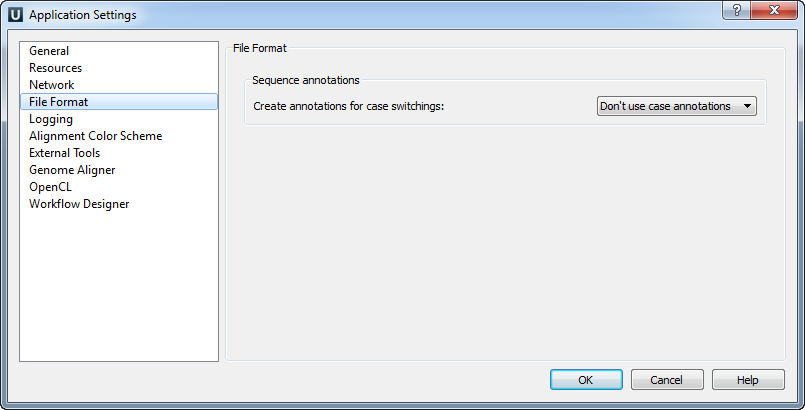 U Application Settings
?
General
Resources
Network
File Format
Logging
Alignment Color Scheme
External Tools
Genome Aligner
OpenCL
Workflow Designer
File Format
Sequence annotations
Create annotations for case switchings: Don't use case annotations
OK Cancel Help